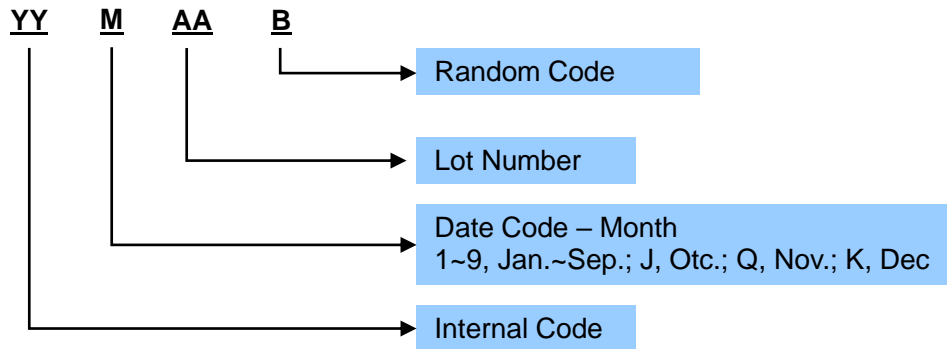 YY M AA B
Random Code
Lot Number
Date Code – Month
1~9, Jan.~Sep.; J, Otc.; Q, Nov.; K, Dec
Internal Code